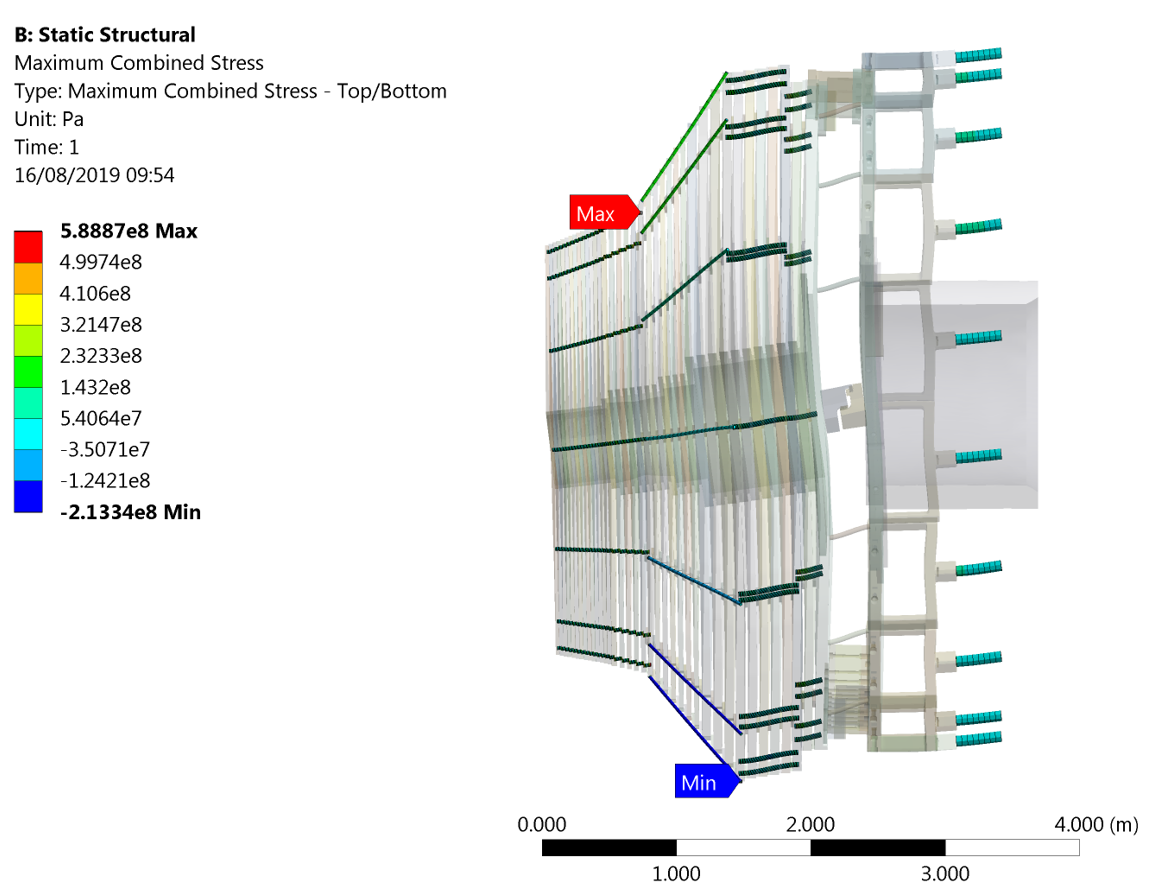 B: Static Structural
Maximum Combined Stress
Type: Maximum Combined Stress - Top/Bottom
Unit: Pa
Time: 1
16/08/2019 09:54
5.8887e8 Max
4.9974e8
4.106e8
3.2147e8
2.3233e8
1.432e8
5.4064e7
-3.5071e7
-1.2421e8
-2.1334e8 Min
Max
Min
0.000 2.000 4.000 (m)
1.000 3.000